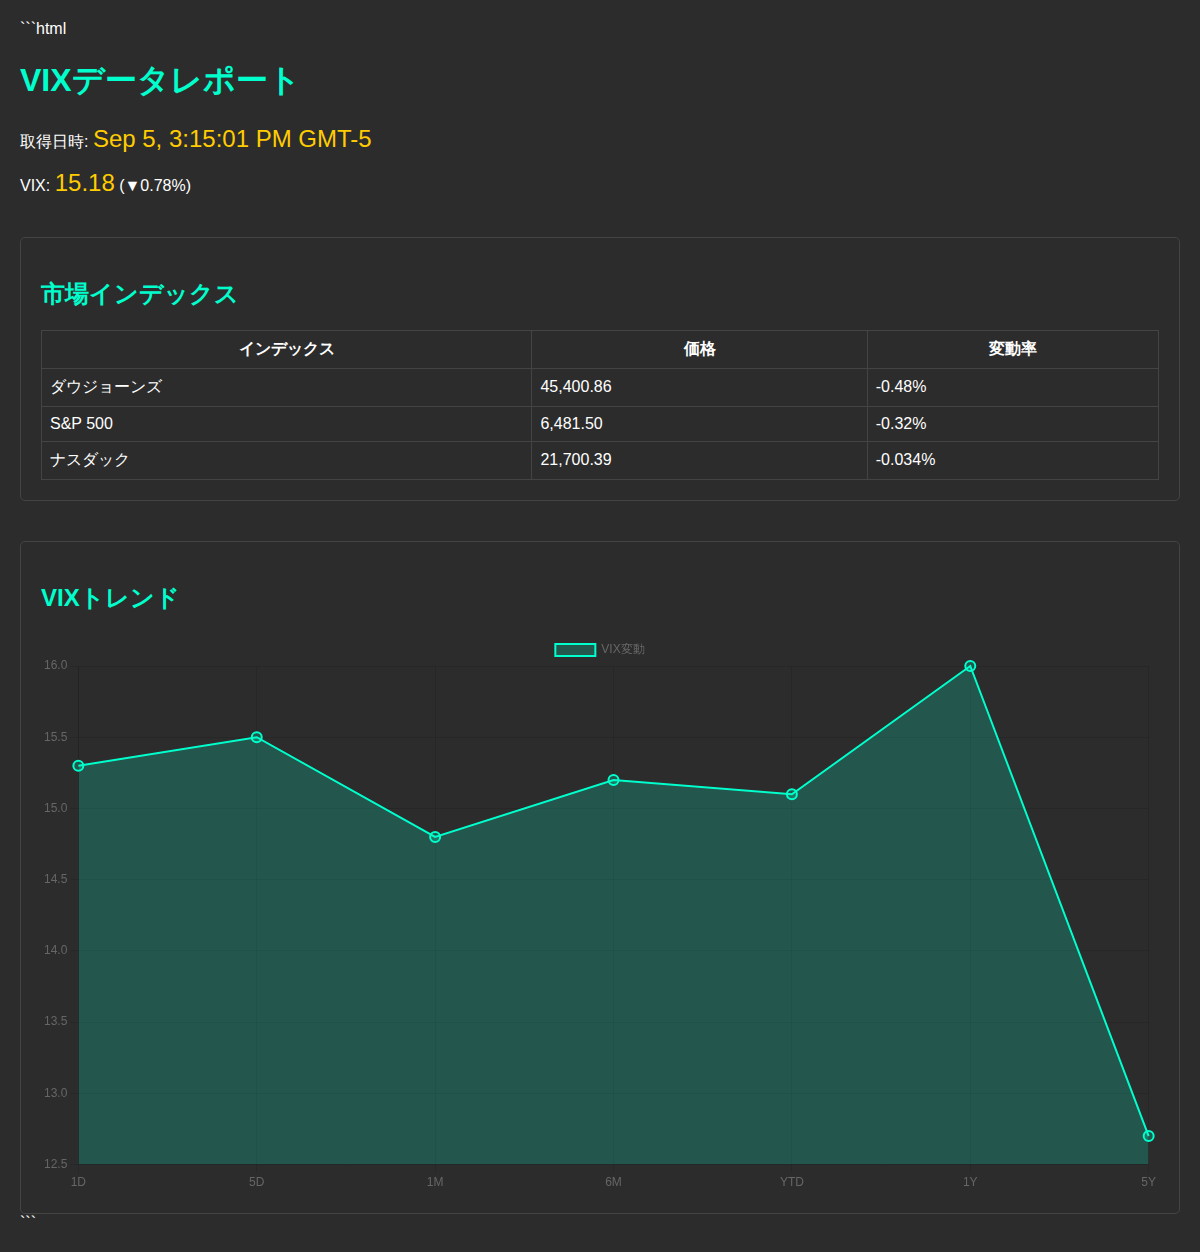 ```html
VIXデータレポート
取得日時: Sep 5, 3:15:01 PM GMT-5
VIX: 15.18 (▼0.78%)
市場インデックス
インデックス 価格 変動率
ダウジョーンズ 45,400.86 -0.48%
S&P 500 6,481.50 -0.32%
ナスダック 21,700.39 -0.034%
VIXトレンド
VIX変動
16.0
15.5
15.0
14.5
14.0
13.5
13.0
12.5
1D 5D 1M 6M YTD 1Y 5Y
```